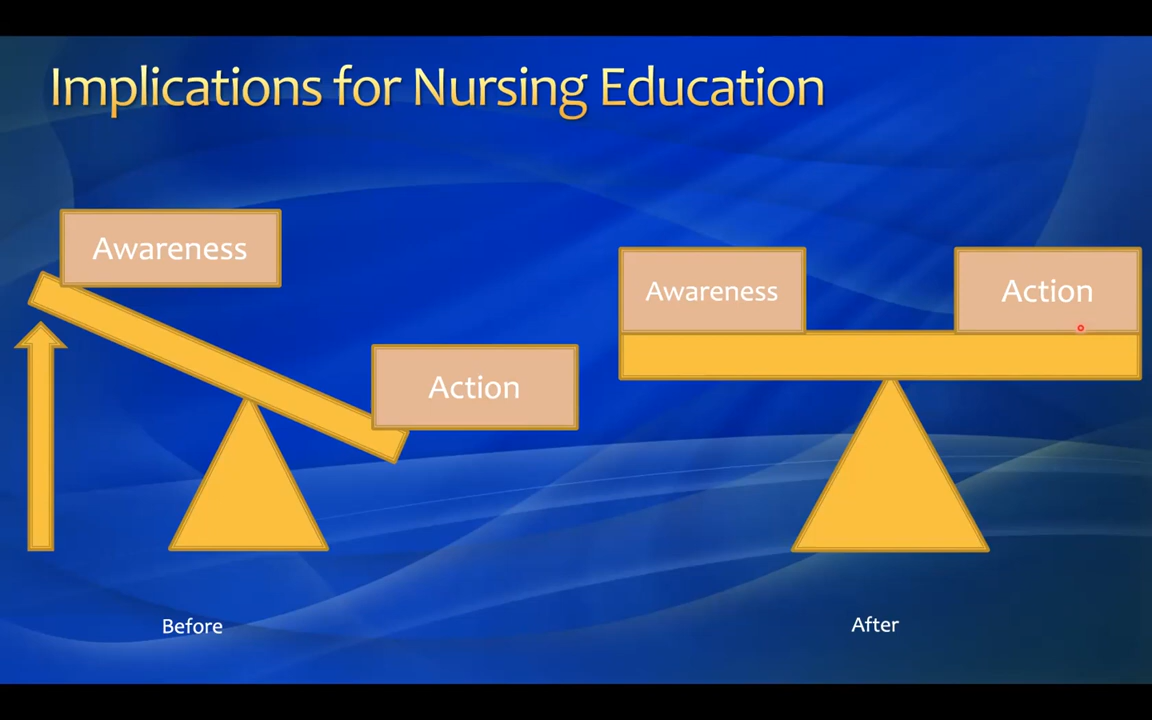 Implications for Nursing Education
Awareness
Action
Before
Awareness
Action
After